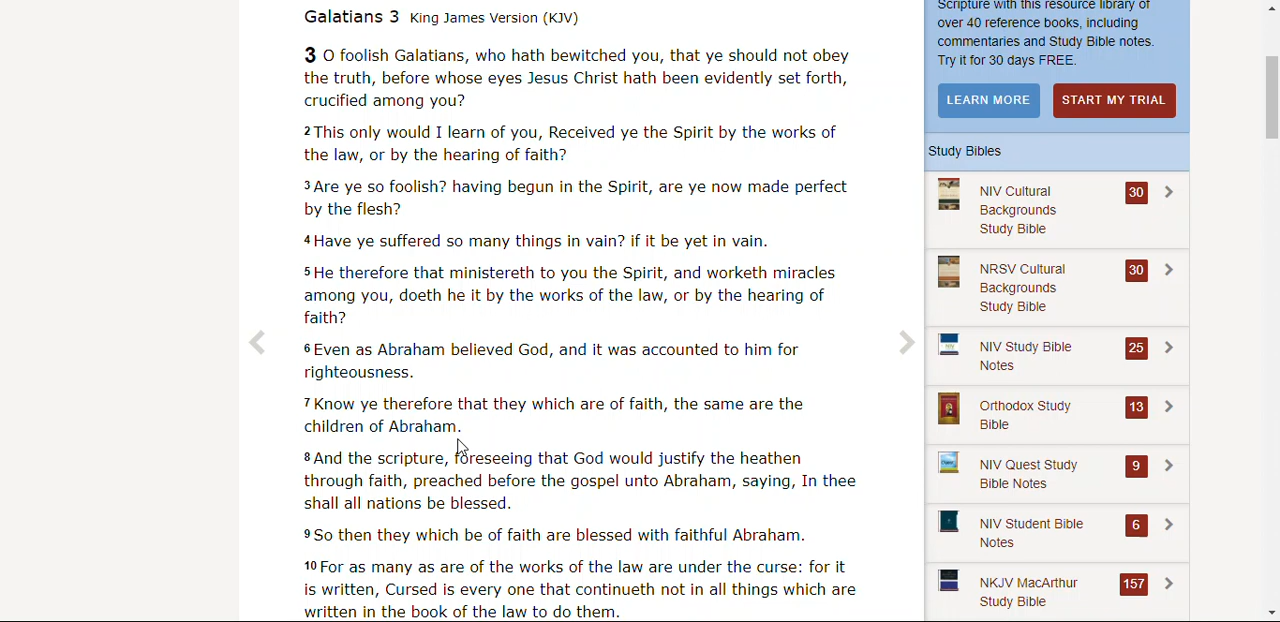 Galatians 3 King James Version (KJV)
3 O foolish Galatians, who hath bewitched you, that ye should not obey
the truth, before whose eyes Jesus Christ hath been evidently set forth,
crucified among you?
2 This only would I learn of you, Received ye the Spirit by the works of
the law, or by the hearing of faith?
3 Are ye so foolish? having begun in the Spirit, are ye now made perfect
by the flesh?
4 Have ye suffered so many things in vain? if it be yet in vain.
5 He therefore that ministereth to you the Spirit, and worketh miracles
among you, doeth he it by the works of the law, or by the hearing of
faith?
6 Even as Abraham believed God, and it was accounted to him for
righteousness.
7 Know ye therefore that they which are of faith, the same are the
children of Abraham.
8 And the scripture, foreseeing that God would justify the heathen
through faith, preached before the gospel unto Abraham, saying, In thee
shall all nations be blessed.
9 So then they which be of faith are blessed with faithful Abraham.
10 For as many as are of the works of the law are under the curse: for it
is written, Cursed is every one that continueth not in all things which are
written in the book of the law to do them.
Scripture with this resource library of
over 40 reference books, including
commentaries and Study Bible notes.
Try it for 30 days FREE.
LEARN MORE START MY TRIAL
Study Bibles
NIV Cultural 30
Backgrounds
Study Bible
NRSV Cultural 30
Backgrounds
Study Bible
NIV Study Bible 25
Notes
Orthodox Study 13
Bible
NIV Quest Study 9
Bible Notes
NIV Student Bible 6
Notes
NKJV MacArthur 157
Study Bible